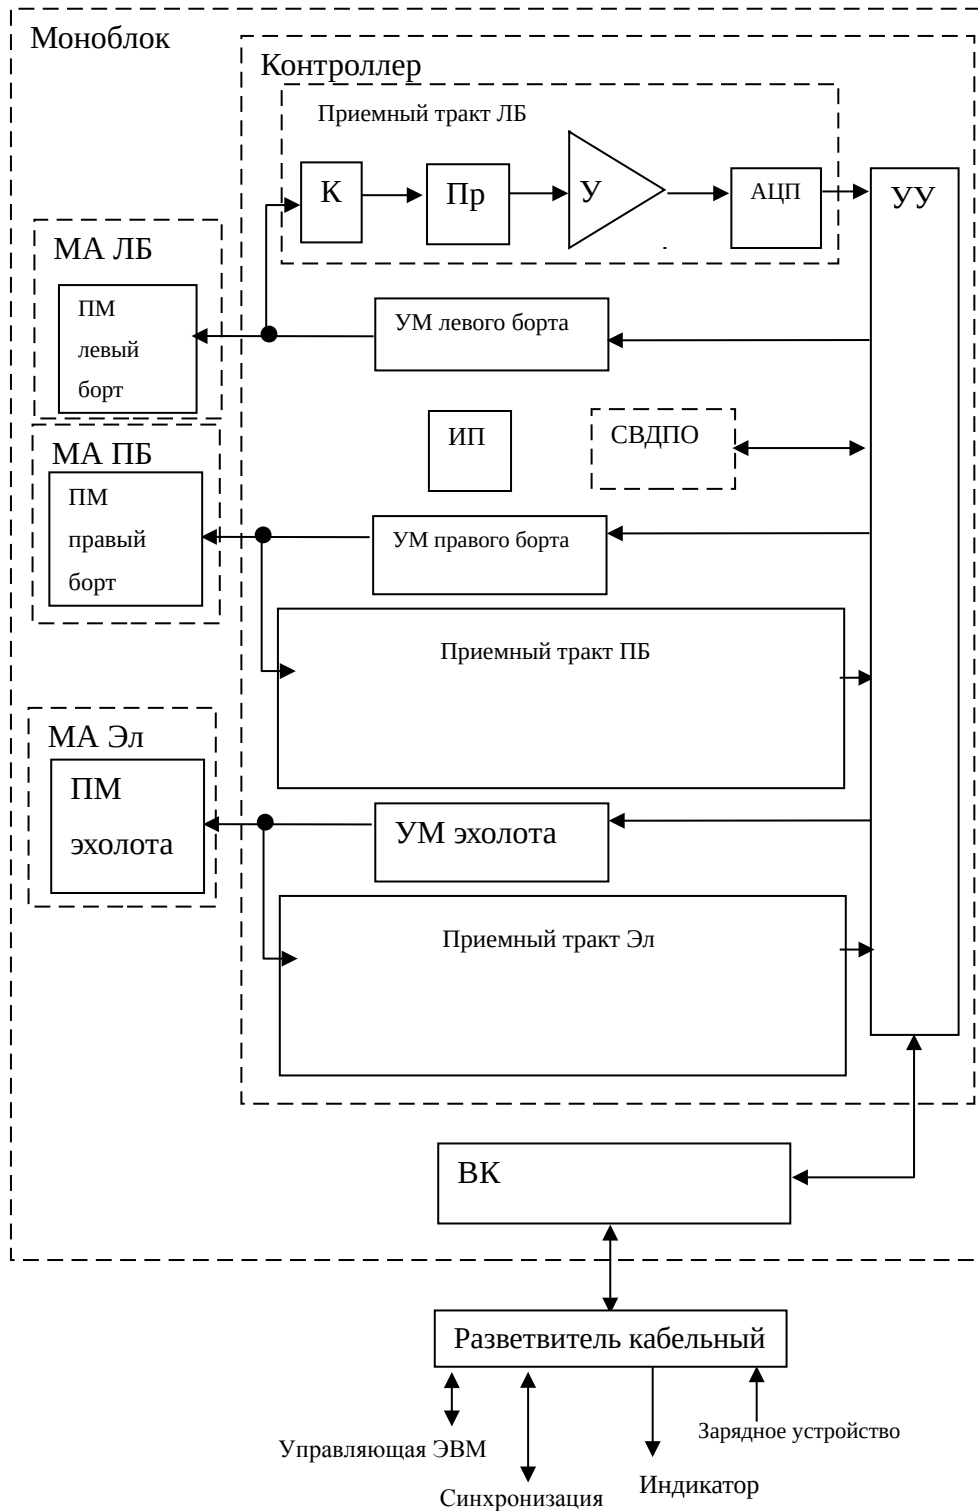 Моноблок
Контроллер
Приемный тракт ЛБ
К
Пр
У
АЦП
УУ
МА ЛБ
ПМ
левый
борт
УМ левого борта
МА ПБ
ПМ
правый
борт
ИП
СВДПО
УМ правого борта
Приемный тракт ПБ
МА Эл
ПМ
эхолота
УМ эхолота
Приемный тракт Эл
ВК
Разветвитель кабельный
Управляющая ЭВМ
Синхронизация
Индикатор
Зарядное устройство